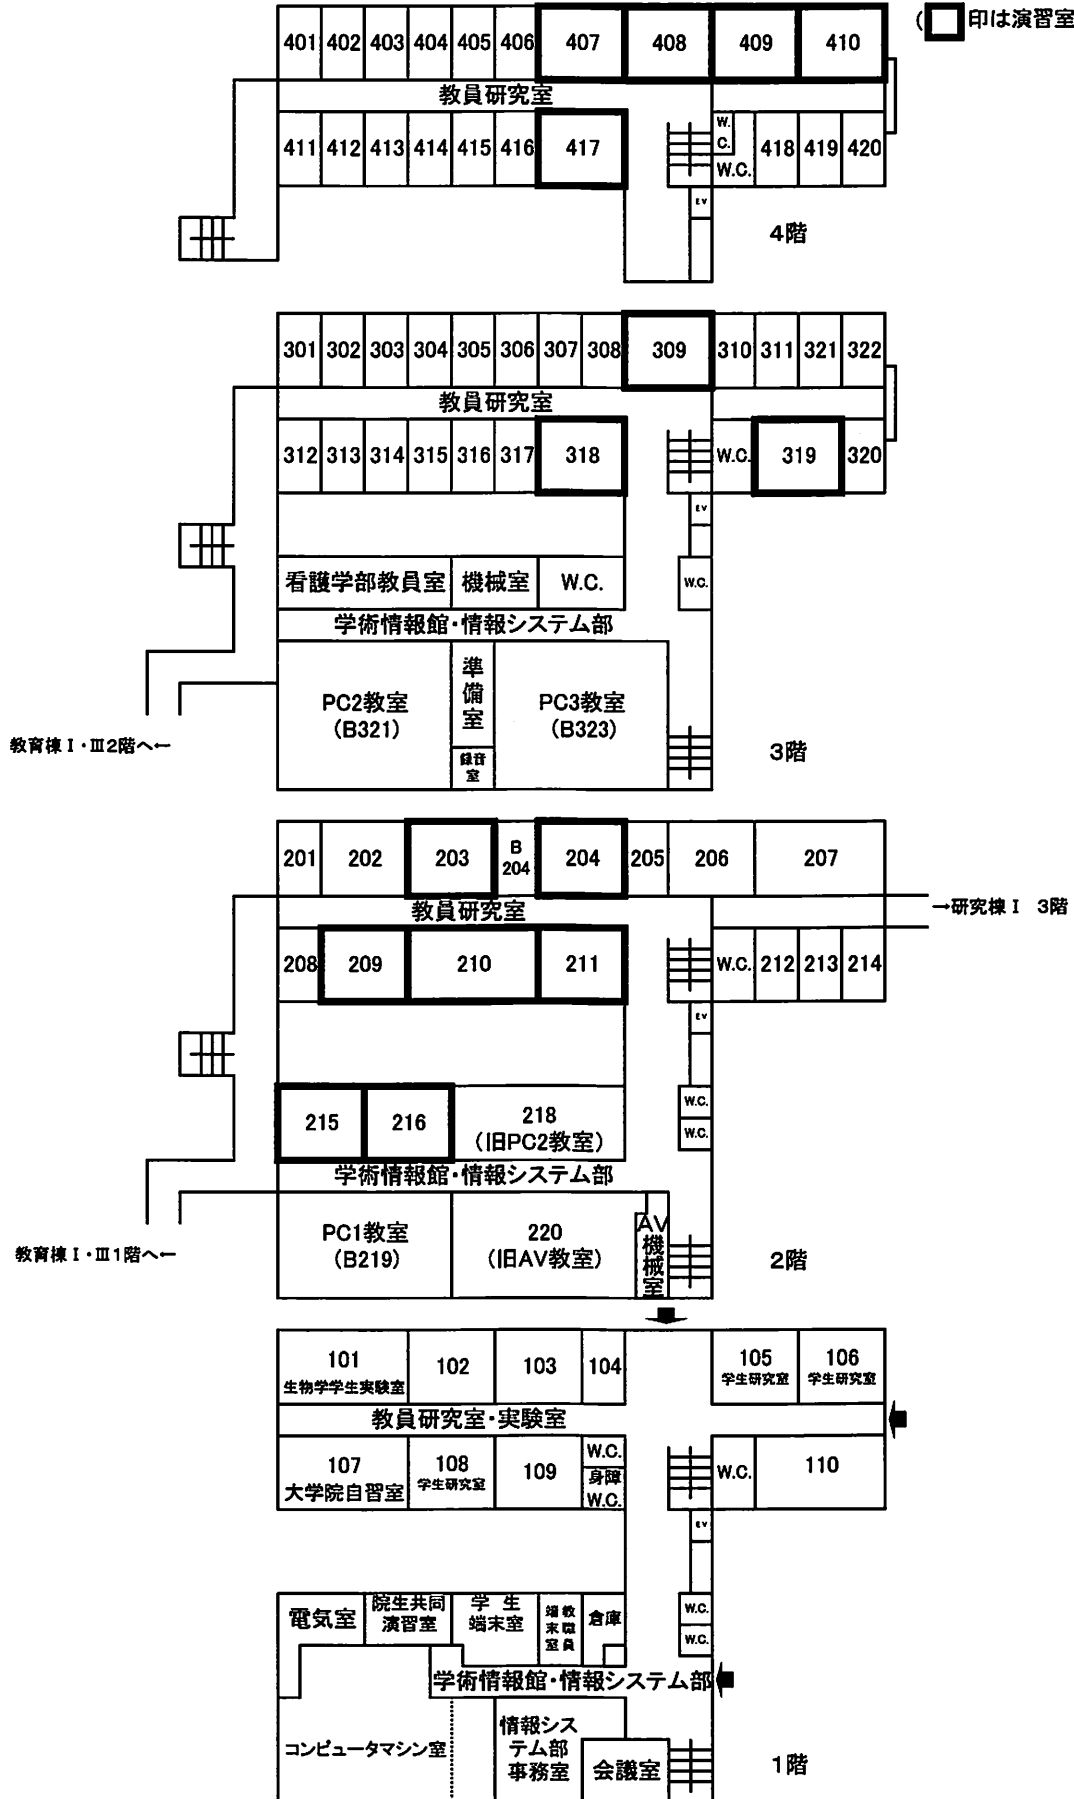 (□印は演習室
401 402 403 404 405 406 407 408 409 410
教員研究室
411 412 413 414 415 416 417 W.C. W.C. 418 419 420
EV
4階
301 302 303 304 305 306 307 308 309 310 311 321 322
教員研究室
312 313 314 315 316 317 318 W.C. 319 320
EV
看護学部教員室 機械室 W.C. W.C.
学術情報館・情報システム部
PC2教室
(B321)
準備室
録音室
PC3教室
(B323)
教育棟Ⅰ・Ⅲ2階へ←
3階
201 202 203 B204 204 205 206 207
教員研究室
→研究棟Ⅰ 3階
208 209 210 211 W.C. 212 213 214
EV
215 216 218
(旧PC2教室)
W.C.
W.C.
学術情報館・情報システム部
PC1教室
(B219)
220
(旧AV教室)
AV機械室
教育棟Ⅰ・Ⅲ1階へ←
2階
101
生物学学生実験室
102 103 104
105
学生研究室
106
学生研究室
教員研究室・実験室
107
大学院自習室
108
学生研究室
109
W.C.
身障
W.C.
W.C.
110
EV
電気室
院生共同
演習室
学生
端末室
教職員
端末室
倉庫
W.C.
W.C.
学術情報館・情報システム部
コンピュータマシン室
情報シス
テム部
事務室
会議室
1階